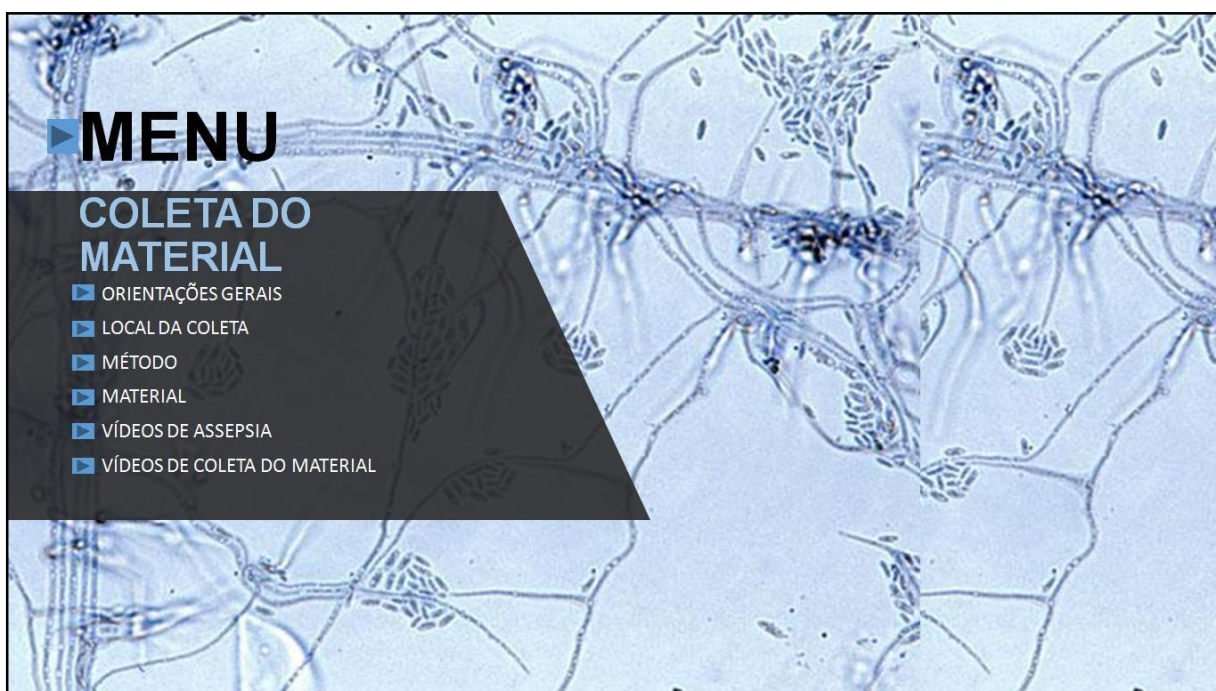 MENU
COLETA DO
MATERIAL
ORIENTAÇÕES GERAIS
LOCAL DA COLETA
MÉTODO
MATERIAL
VÍDEOS DE ASSEPSIA
VÍDEOS DE COLETA DO MATERIAL